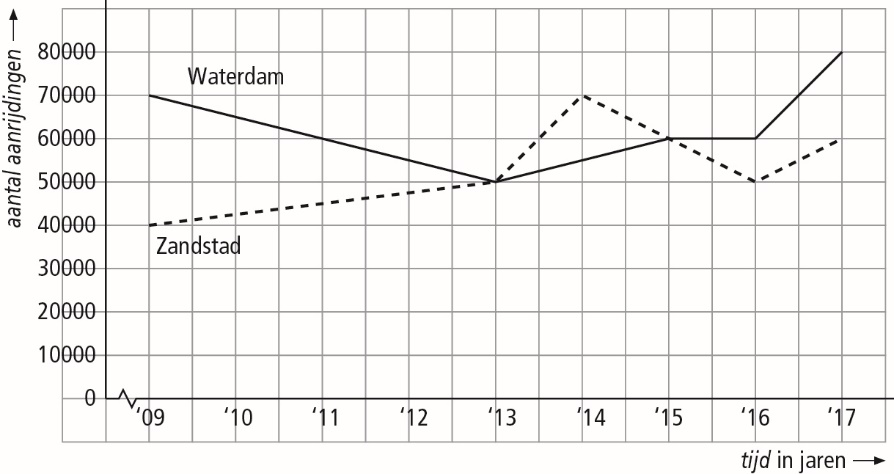 aantal aanrijdingen
80000
70000
60000
50000
40000
30000
20000
10000
0
Waterdam
Zandstad
‘09 ‘10 ‘11 ‘12 ‘13 ‘14 ‘15 ‘16 ‘17
tijd in jaren